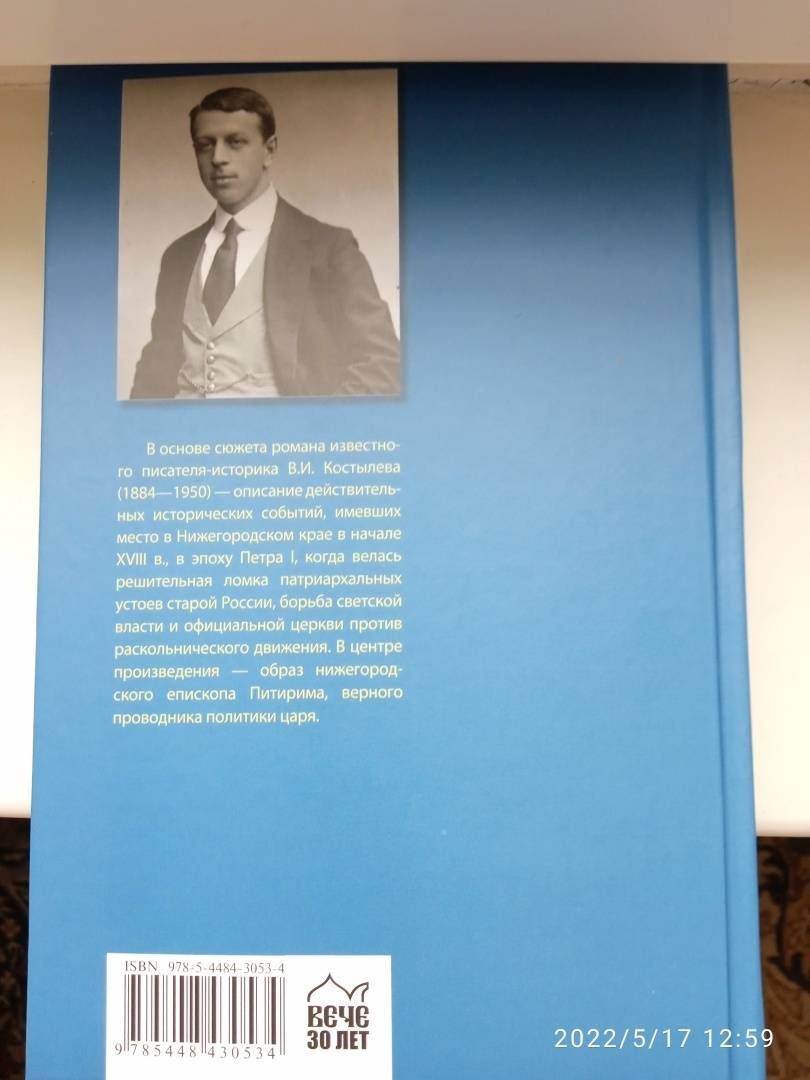 В основе сюжета романа известно-
го писателя-историка В.И. Костылева
(1884—1950) — описание действитель-
ных исторических событий, имевших
место в Нижегородском крае в начале
XVIII в., в эпоху Петра I, когда велась
решительная ломка патриархальных
устоев старой России, борьба светской
власти и официальной церкви против
раскольнического движения. В центре
произведения — образ нижегород-
ского епископа Питирима, верного
проводника политики царя.
ISBN 978-5-4484-3053-4
9 785448 430534
ВЕЧЕ
30 ЛЕТ
2022/5/17 12:59